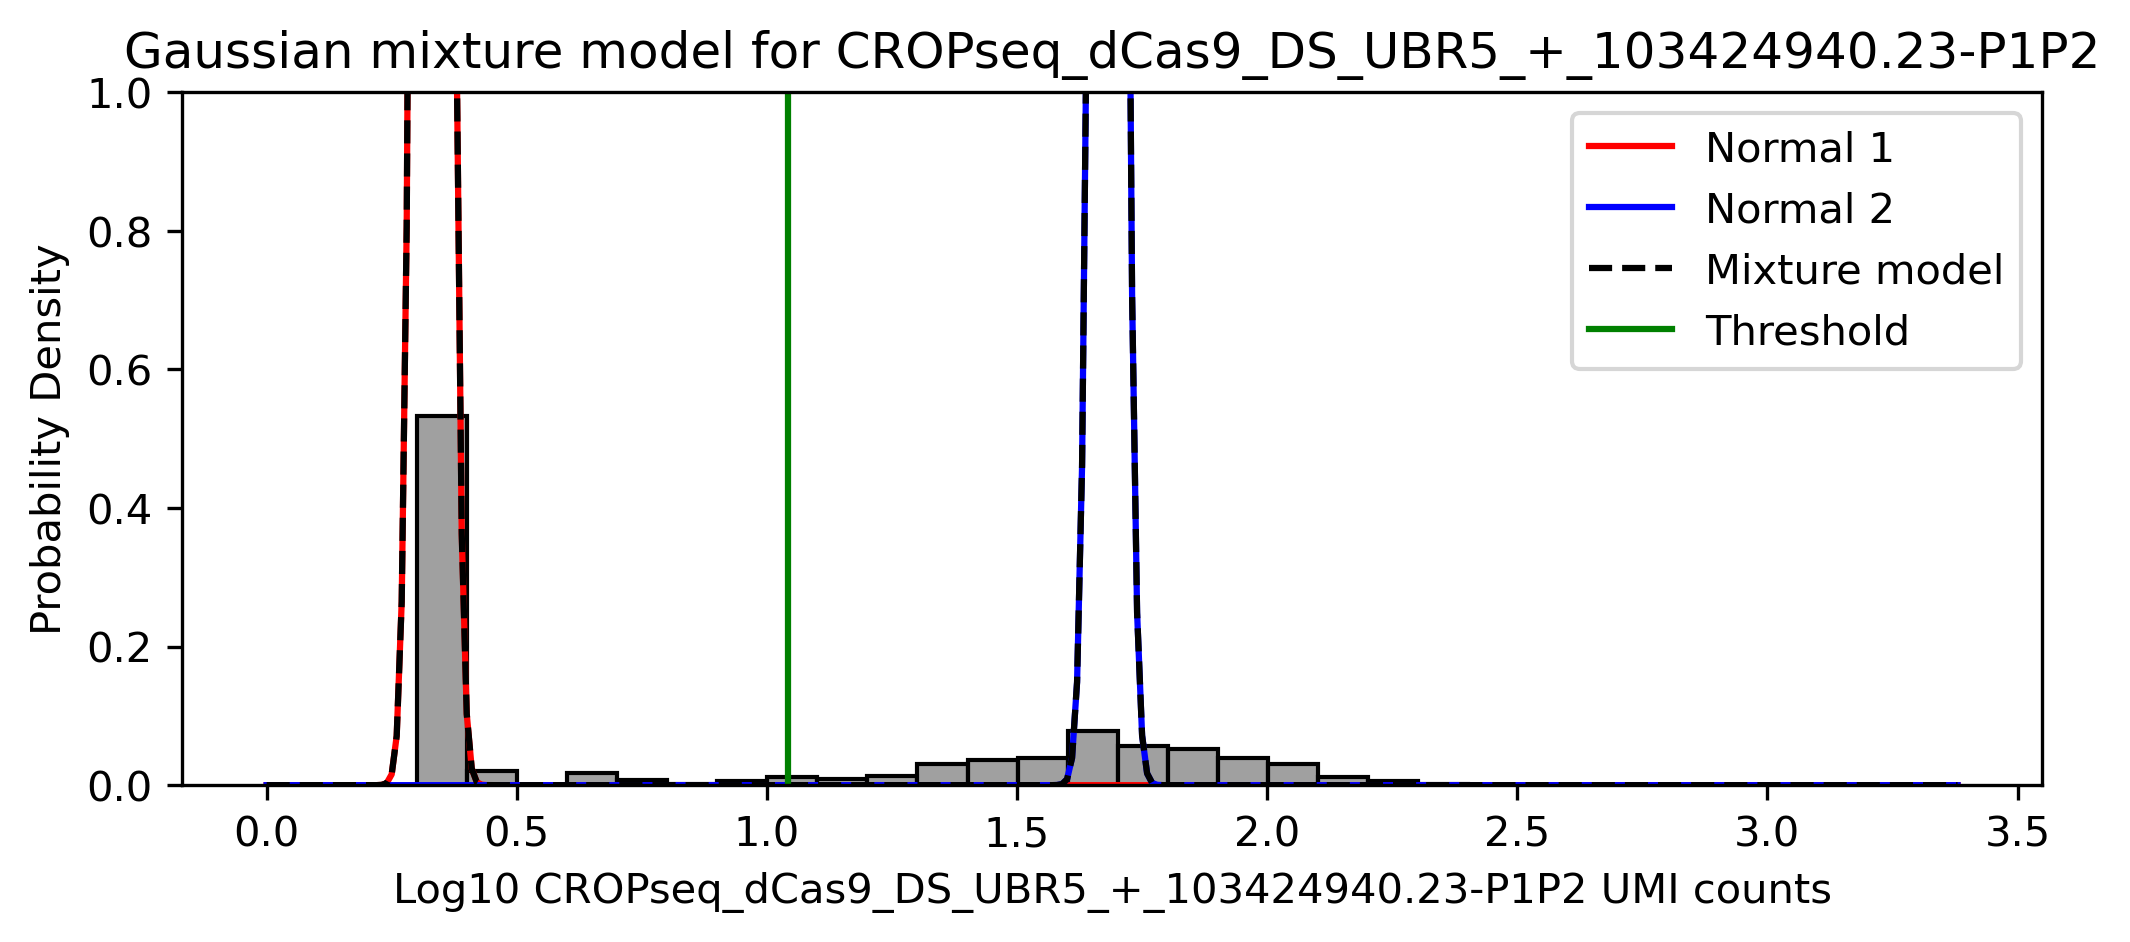 Gaussian mixture model for CROPseq_dCas9_DS_UBR5_+_103424940.23-P1P2
1.0
0.8
0.6
0.4
0.2
0.0
Probability Density
Normal 1
Normal 2
Mixture model
Threshold
0.0 0.5 1.0 1.5 2.0 2.5 3.0 3.5
Log10 CROPseq_dCas9_DS_UBR5_+_103424940.23-P1P2 UMI counts